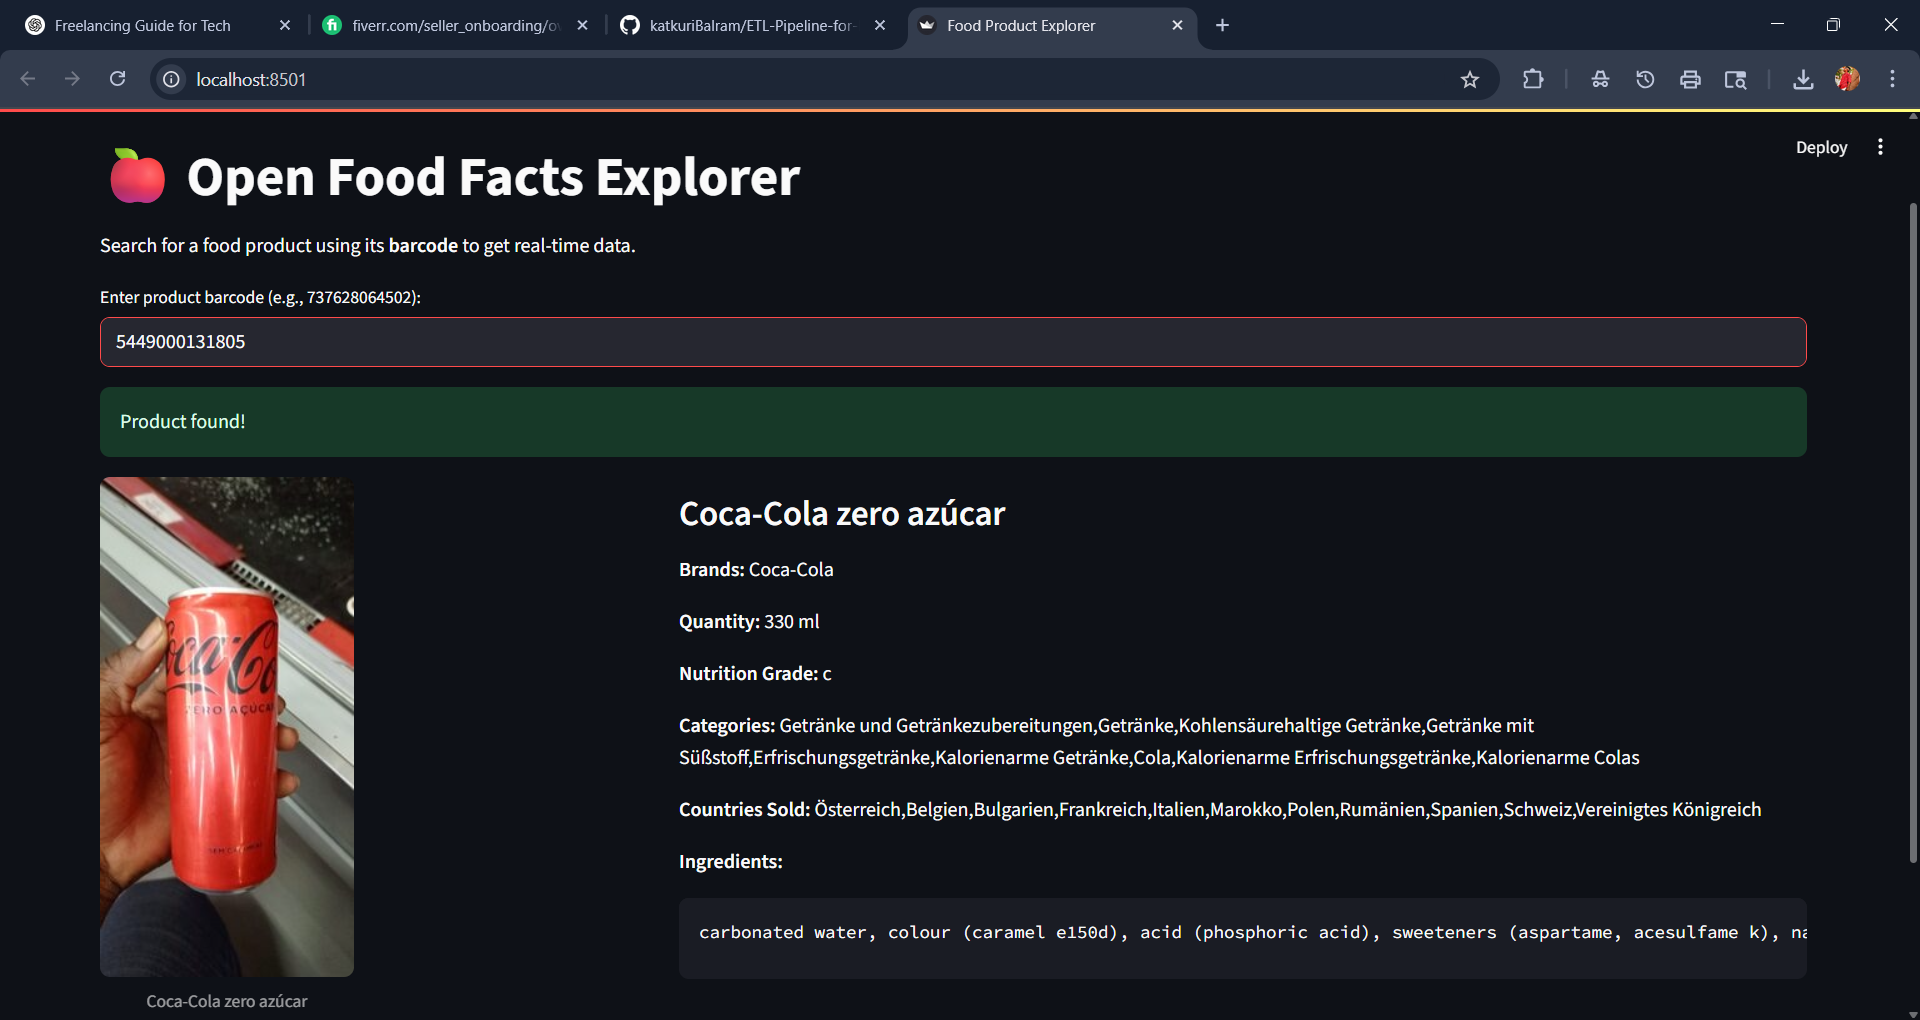 Freelancing Guide for Tech
fiverr.com/seller_onboarding/ov
katkuriBalram/ETL-Pipeline-for-
Food Product Explorer
localhost:8501
Deploy
Open Food Facts Explorer
Search for a food product using its barcode to get real-time data.
Enter product barcode (e.g., 737628064502):
5449000131805
Product found!
Coca-Cola zero azúcar
Brands: Coca-Cola
Quantity: 330 ml
Nutrition Grade: c
Categories: Getränke und Getränkezubereitungen,Getränke,Kohlensäurehaltige Getränke,Getränke mit
Süßstoff,Erfrischungsgetränke,Kalorienarme Getränke,Cola,Kalorienarme Erfrischungsgetränke,Kalorienarme Colas
Countries Sold: Österreich,Belgien,Bulgarien,Frankreich,Italien,Marokko,Polen,Rumänien,Spanien,Schweiz,Vereinigtes Königreich
Ingredients:
carbonated water, colour (caramel e150d), acid (phosphoric acid), sweeteners (aspartame, acesulfame k), na
oca-Co
ZERO AÇÚCA
Coca-Cola zero azúcar